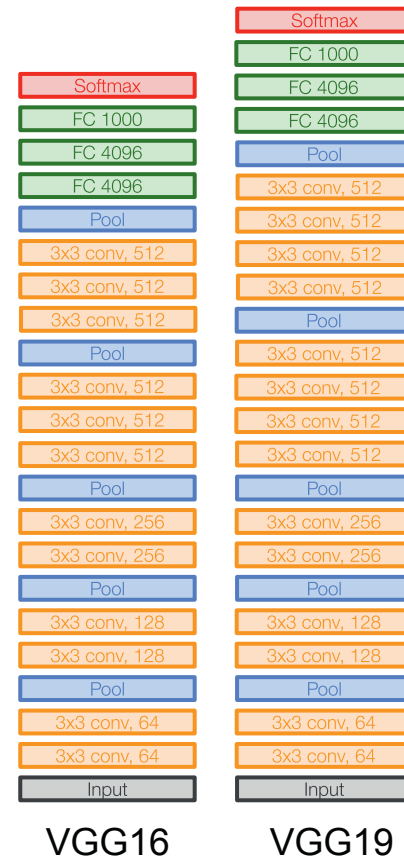 Softmax
FC 1000
FC 4096
FC 4096
Pool
3x3 conv, 512
3x3 conv, 512
3x3 conv, 512
Pool
3x3 conv, 512
3x3 conv, 512
3x3 conv, 512
Pool
3x3 conv, 256
3x3 conv, 256
Pool
3x3 conv, 128
3x3 conv, 128
Pool
3x3 conv, 64
3x3 conv, 64
Input
VGG16
Softmax
FC 1000
FC 4096
FC 4096
Pool
3x3 conv, 512
3x3 conv, 512
3x3 conv, 512
3x3 conv, 512
Pool
3x3 conv, 512
3x3 conv, 512
3x3 conv, 512
3x3 conv, 512
Pool
3x3 conv, 256
3x3 conv, 256
Pool
3x3 conv, 128
3x3 conv, 128
Pool
3x3 conv, 64
3x3 conv, 64
Input
VGG19